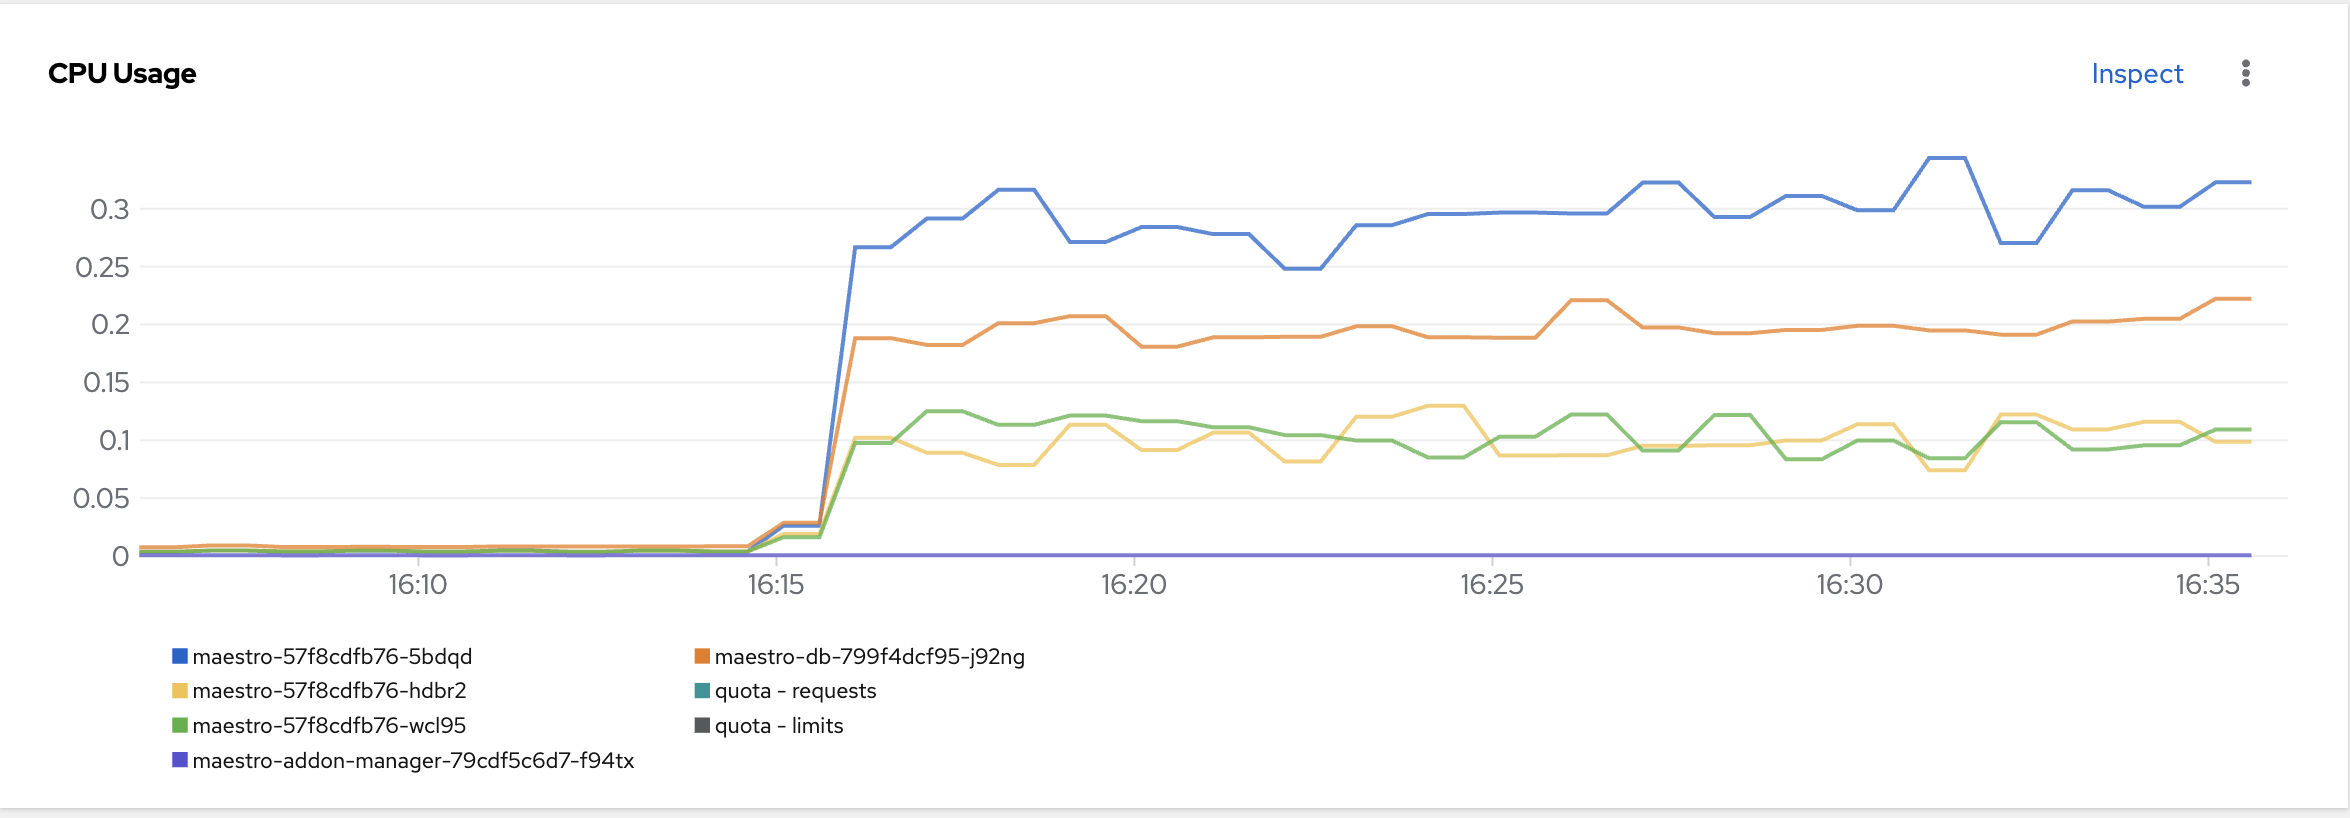 CPU Usage
Inspect
0.3
0.25
0.2
0.15
0.1
0.05
0
16:10
16:15
16:20
16:25
16:30
16:35
maestro-57f8cdfb76-5bdqd
maestro-57f8cdfb76-hdbr2
maestro-57f8cdfb76-wcl95
maestro-addon-manager-79cdf5c6d7-f94tx
maestro-db-799f4dcf95-j92ng
quota - requests
quota - limits